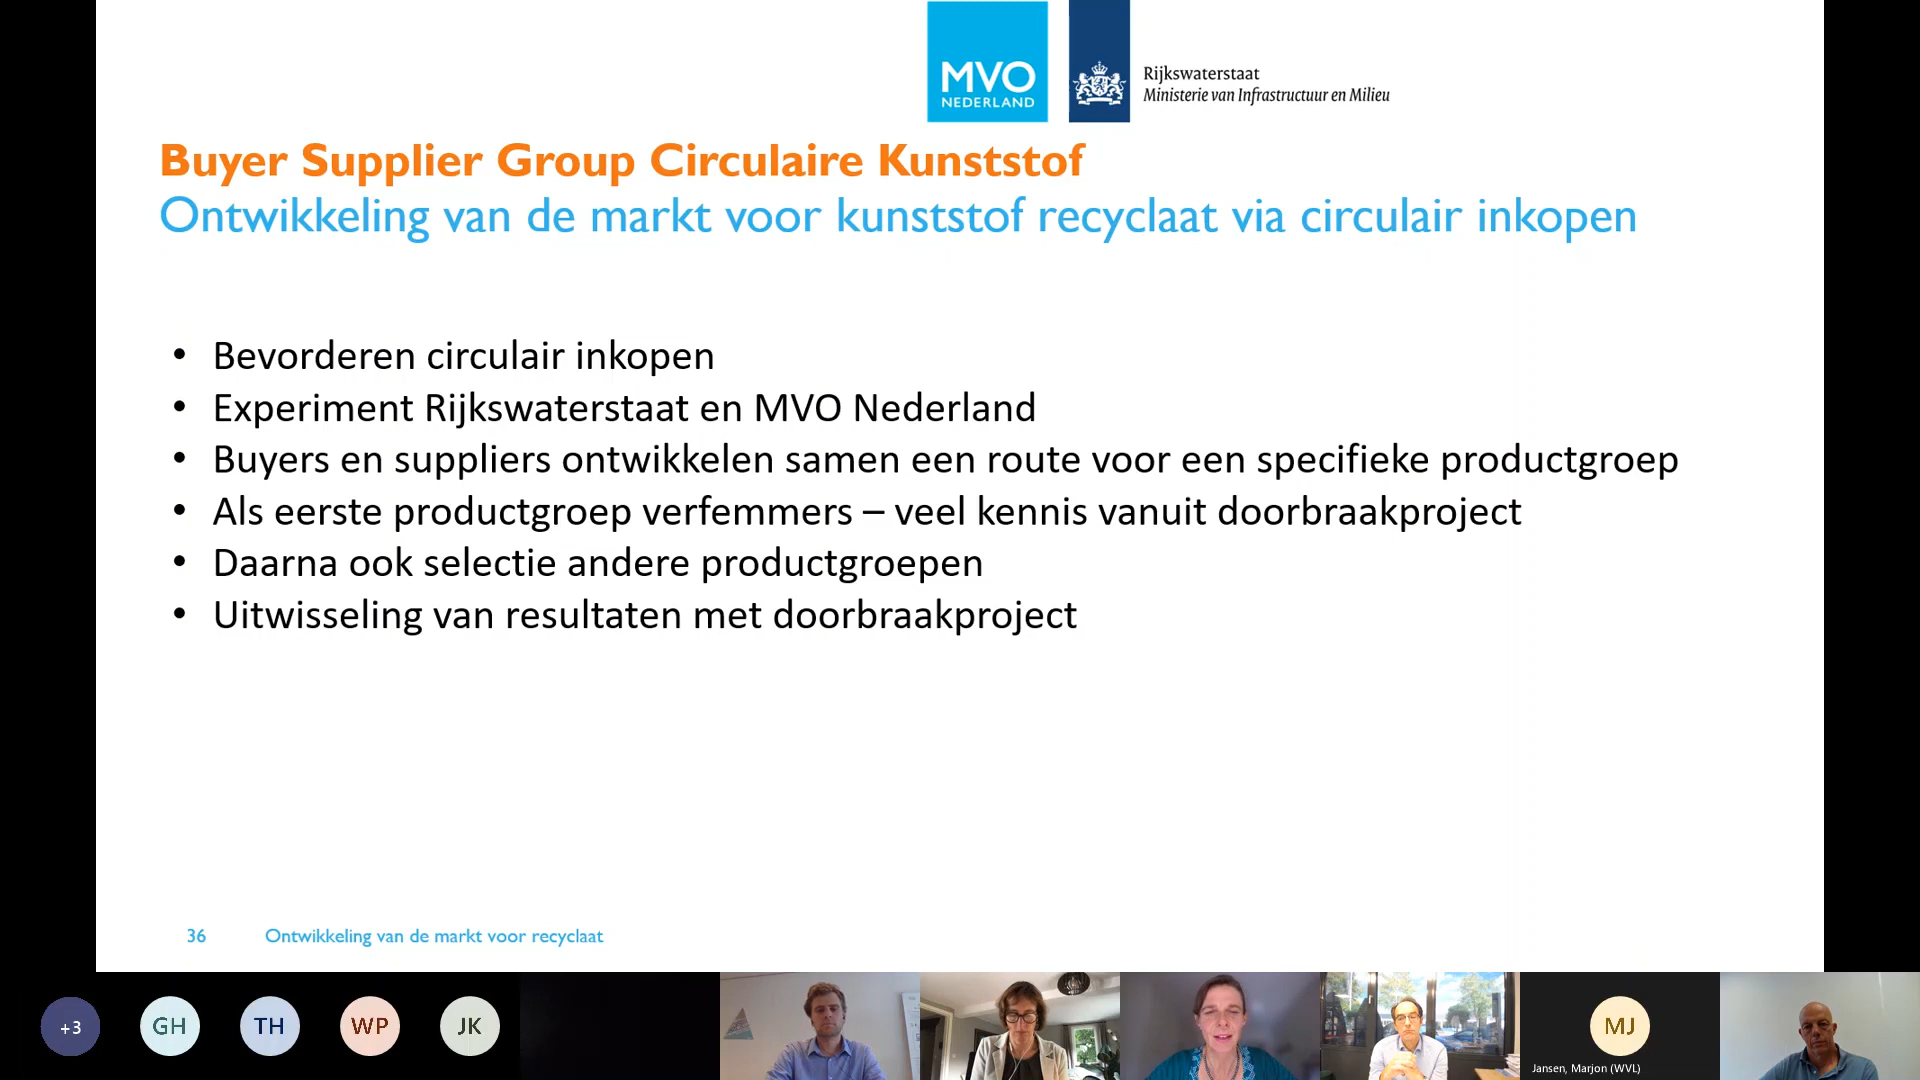 MVO
NEDERLAND
Rijkswaterstaat
Ministerie van Infrastructuur en Milieu
Buyer Supplier Group Circulaire Kunststof
Ontwikkeling van de markt voor kunststof recyclaat via circulair inkopen
• Bevorderen circulair inkopen
• Experiment Rijkswaterstaat en MVO Nederland
• Buyers en suppliers ontwikkelen samen een route voor een specifieke productgroep
• Als eerste productgroep verfemmers – veel kennis vanuit doorbraakproject
• Daarna ook selectie andere productgroepen
• Uitwisseling van resultaten met doorbraakproject
36 Ontwikkeling van de markt voor recyclaat
+3 GH TH WP JK MJ
Jansen, Marjon (WVL)